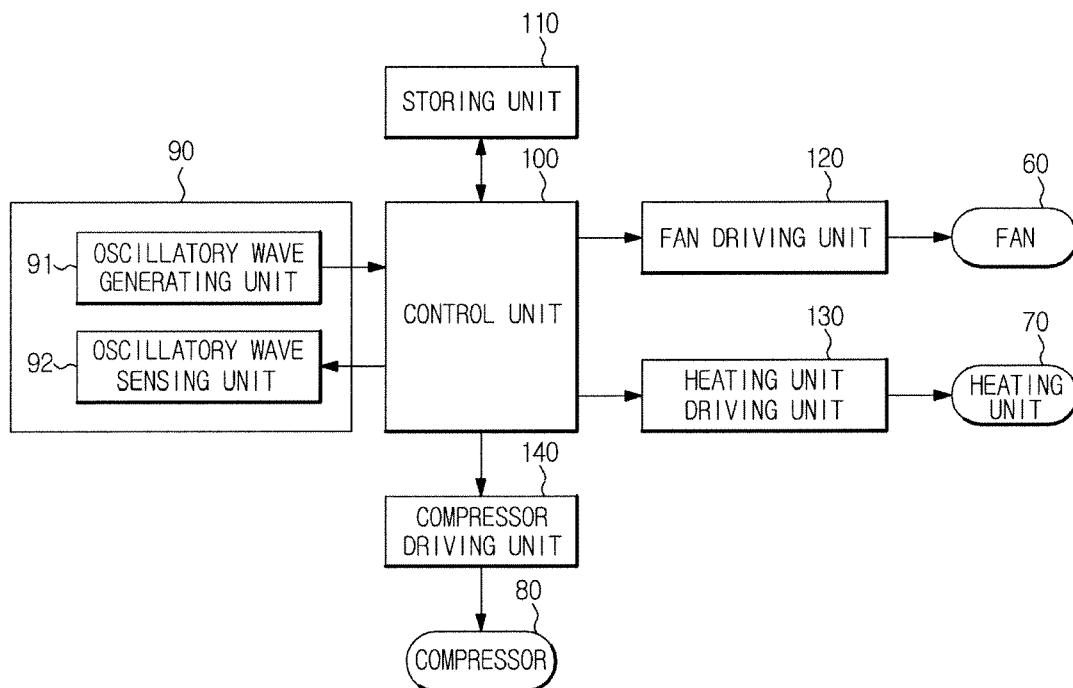 110
STORING UNIT
90
100
120
60
91
OSCILLATORY WAVE
GENERATING UNIT
FAN DRIVING UNIT
FAN
CONTROL UNIT
92
OSCILLATORY WAVE
SENSING UNIT
130
70
HEATING UNIT
DRIVING UNIT
HEATING
UNIT
140
COMPRESSOR
DRIVING UNIT
80
COMPRESSOR